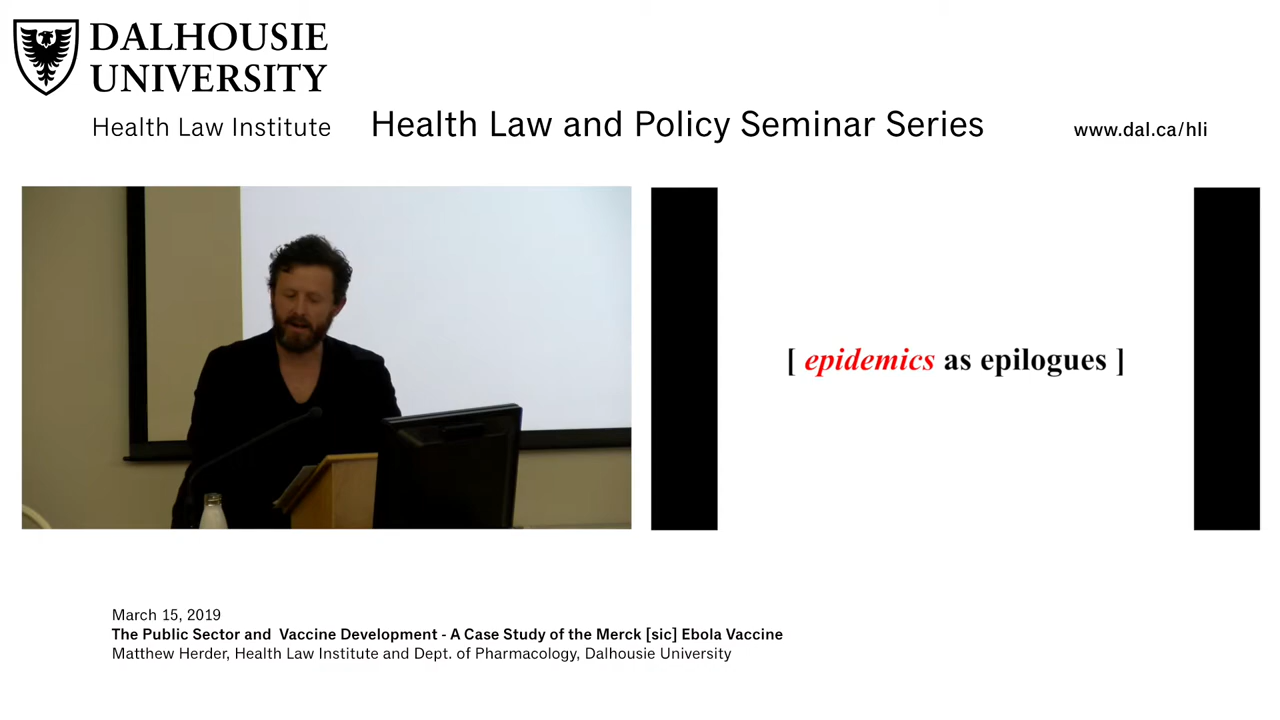 DALHOUSIE
UNIVERSITY
Health Law Institute
Health Law and Policy Seminar Series
www.dal.ca/hli
[ epidemics as epilogues ]
March 15, 2019
The Public Sector and Vaccine Development - A Case Study of the Merck [sic] Ebola Vaccine
Matthew Herder, Health Law Institute and Dept. of Pharmacology, Dalhousie University